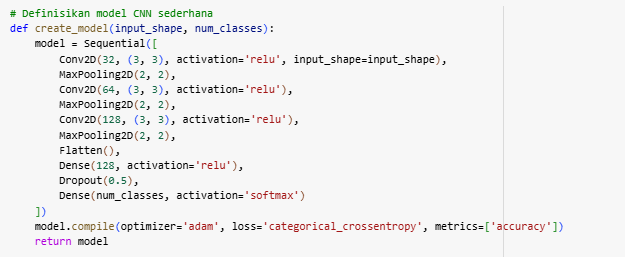 # Definisikan model CNN sederhana
def create_model(input_shape, num_classes):
    model = Sequential([
        Conv2D(32, (3, 3), activation='relu', input_shape=input_shape),
        MaxPooling2D(2, 2),
        Conv2D(64, (3, 3), activation='relu'),
        MaxPooling2D(2, 2),
        Conv2D(128, (3, 3), activation='relu'),
        MaxPooling2D(2, 2),
        Flatten(),
        Dense(128, activation='relu'),
        Dropout(0.5),
        Dense(num_classes, activation='softmax')
    ])
    model.compile(optimizer='adam', loss='categorical_crossentropy', metrics=['accuracy'])
    return model